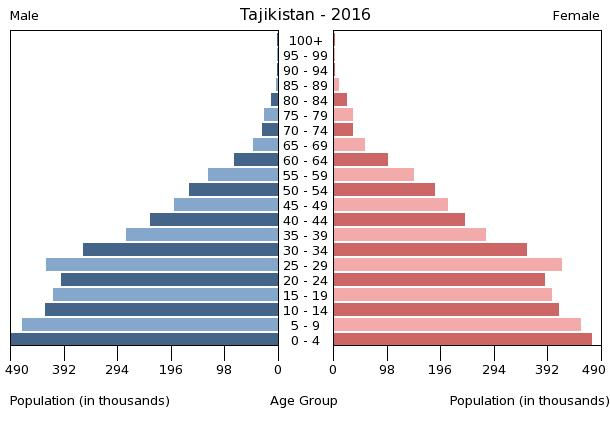 Male Tajikistan - 2016 Female
100+
95 - 99
90 - 94
85 - 89
80 - 84
75 - 79
70 - 74
65 - 69
60 - 64
55 - 59
50 - 54
45 - 49
40 - 44
35 - 39
30 - 34
25 - 29
20 - 24
15 - 19
10 - 14
5 - 9
0 - 4
490 392 294 196 98 0 0 98 196 294 392 490
Population (in thousands) Age Group Population (in thousands)